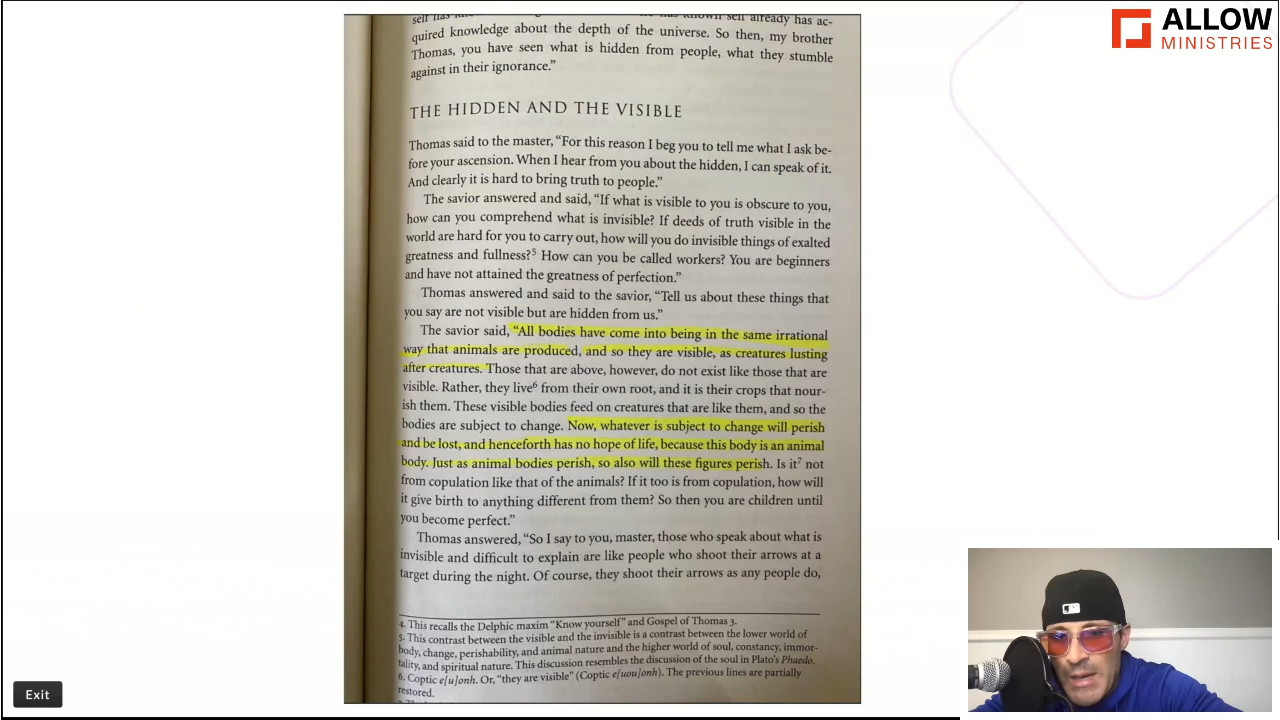 ALLOW
MINISTRIES
self has known self already has ac-
quired knowledge about the depth of the universe. So then, my brother
Thomas, you have seen what is hidden from people, what they stumble
against in their ignorance.”
THE HIDDEN AND THE VISIBLE
Thomas said to the master, “For this reason I beg you to tell me what I ask be-
fore your ascension. When I hear from you about the hidden, I can speak of it.
And clearly it is hard to bring truth to people.”
The savior answered and said, “If what is visible to you is obscure to you,
how can you comprehend what is invisible? If deeds of truth visible in the
world are hard for you to carry out, how will you do invisible things of exalted
greatness and fullness?5 How can you be called workers? You are beginners
and have not attained the greatness of perfection.”
Thomas answered and said to the savior, “Tell us about these things that
you say are not visible but are hidden from us.”
The savior said, “All bodies have come into being in the same irrational
way that animals are produced, and so they are visible, as creatures lusting
after creatures. Those that are above, however, do not exist like those that are
visible. Rather, they live6 from their own root, and it is their crops that nour-
ish them. These visible bodies feed on creatures that are like them, and so the
bodies are subject to change. Now, whatever is subject to change will perish
and be lost, and henceforth has no hope of life, because this body is an animal
body. Just as animal bodies perish, so also will these figures perish. Is it7 not
from copulation like that of the animals? If it too is from copulation, how will
it give birth to anything different from them? So then you are children until
you become perfect.”
Thomas answered, “So I say to you, master, those who speak about what is
invisible and difficult to explain are like people who shoot their arrows at a
target during the night. Of course, they shoot their arrows as any people do,
4. This recalls the Delphic maxim “Know yourself” and Gospel of Thomas 3.
5. This contrast between the visible and the invisible is a contrast between the lower world of
body, change, perishability, and animal nature and the higher world of soul, constancy, immor-
tality, and spiritual nature. This discussion resembles the discussion of the soul in Plato’s Phaedo.
6. Coptic e[u]onh. Or, “they are visible” (Coptic e[uou]onh). The previous lines are partially
restored.
Exit